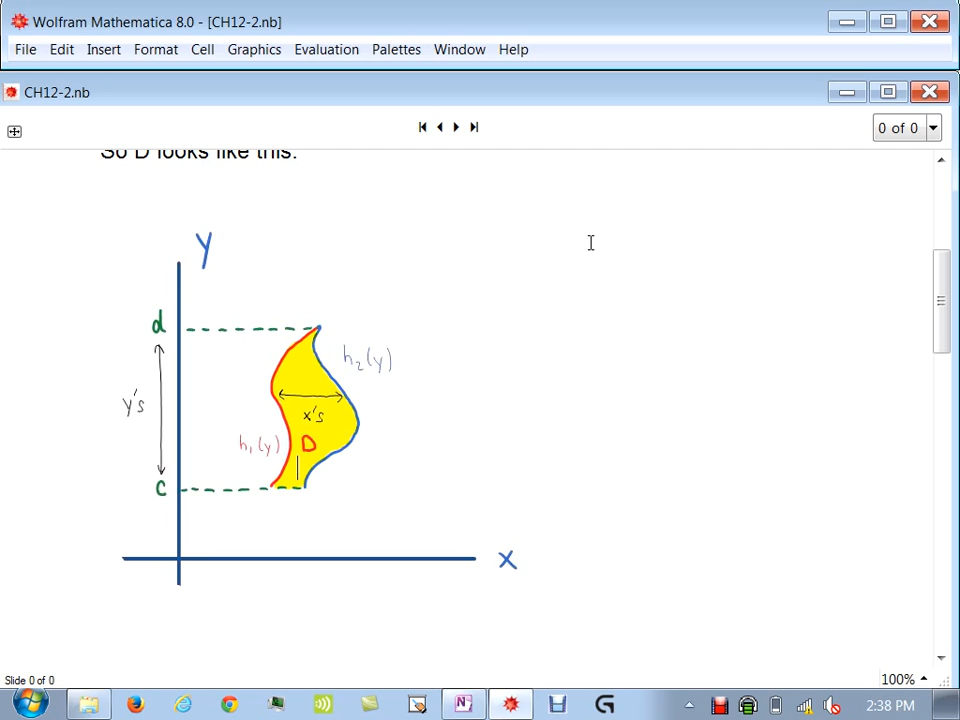 Wolfram Mathematica 8.0 - [CH12-2.nb]
File Edit Insert Format Cell Graphics Evaluation Palettes Window Help
CH12-2.nb
0 of 0
So D looks like this:
y
d
h₂(y)
y's
x's
h₁(y) D
c
x
Slide 0 of 0
100%
2:38 PM